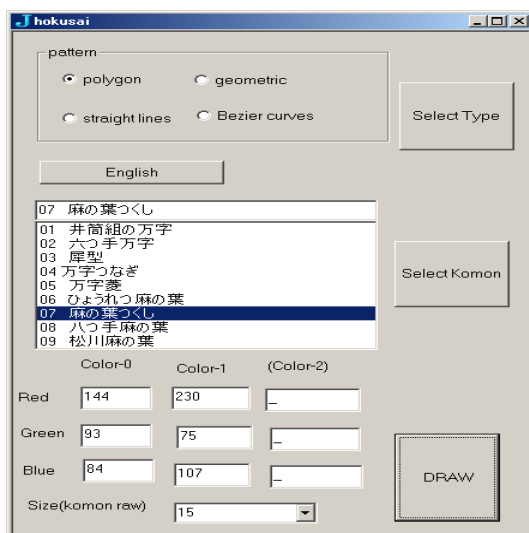 J hokusai
pattern
polygon
geometric
straight lines
Bezier curves
Select Type
English
07 麻の葉つくし
01 井筒組の万字
02 六つ手万字
03 犀型
04 万字つなぎ
05 万字菱
06 ひょうれつ麻の葉
07 麻の葉つくし
08 八つ手麻の葉
09 松川麻の葉
Select Komon
Color-0 Color-1 (Color-2)
Red 144 230 _
Green 93 75 _
Blue 84 107 _
Size(komon raw) 15
DRAW